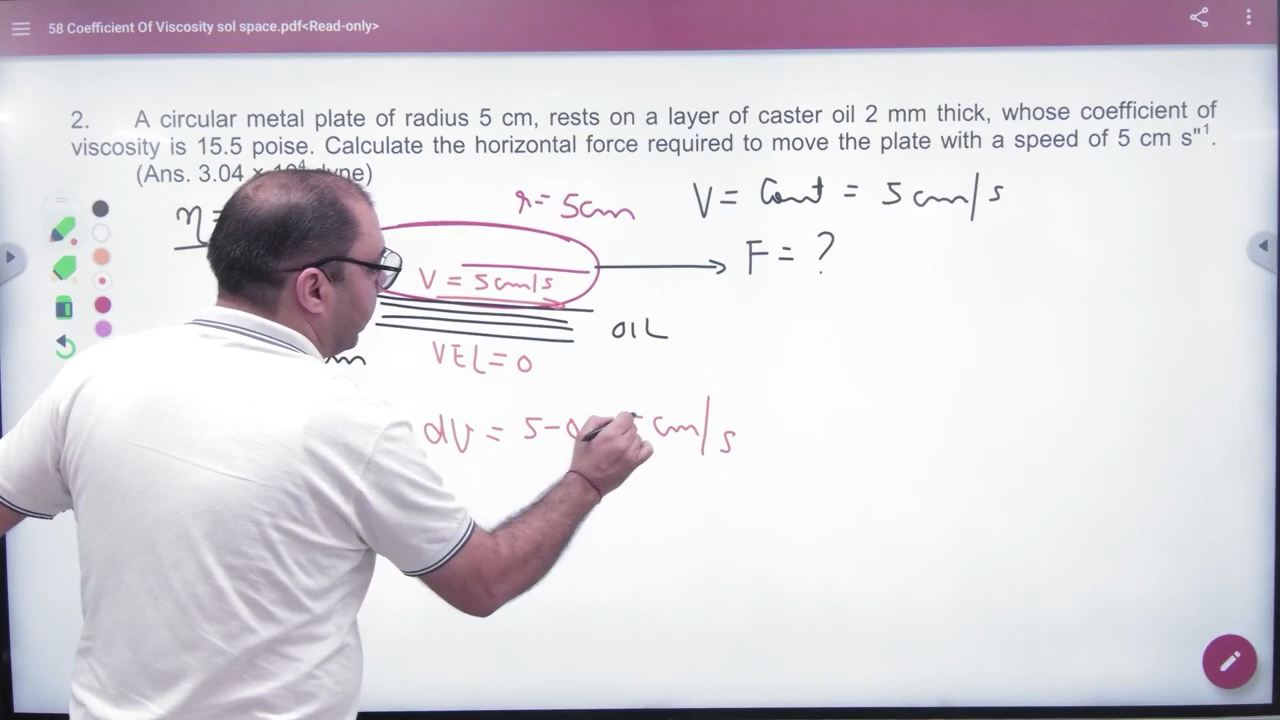 58 Coefficient Of Viscosity sol space.pdf<Read-only>
2. A circular metal plate of radius 5 cm, rests on a layer of caster oil 2 mm thick, whose coefficient of
viscosity is 15.5 poise. Calculate the horizontal force required to move the plate with a speed of 5 cm s"1.
(Ans. 3.04 × 10⁴ dyne)
η=
r = 5cm
V = Const = 5 cm/s
F = ?
V = 5cm/s
OIL
VEL = 0
dv = 5-0 cm/s